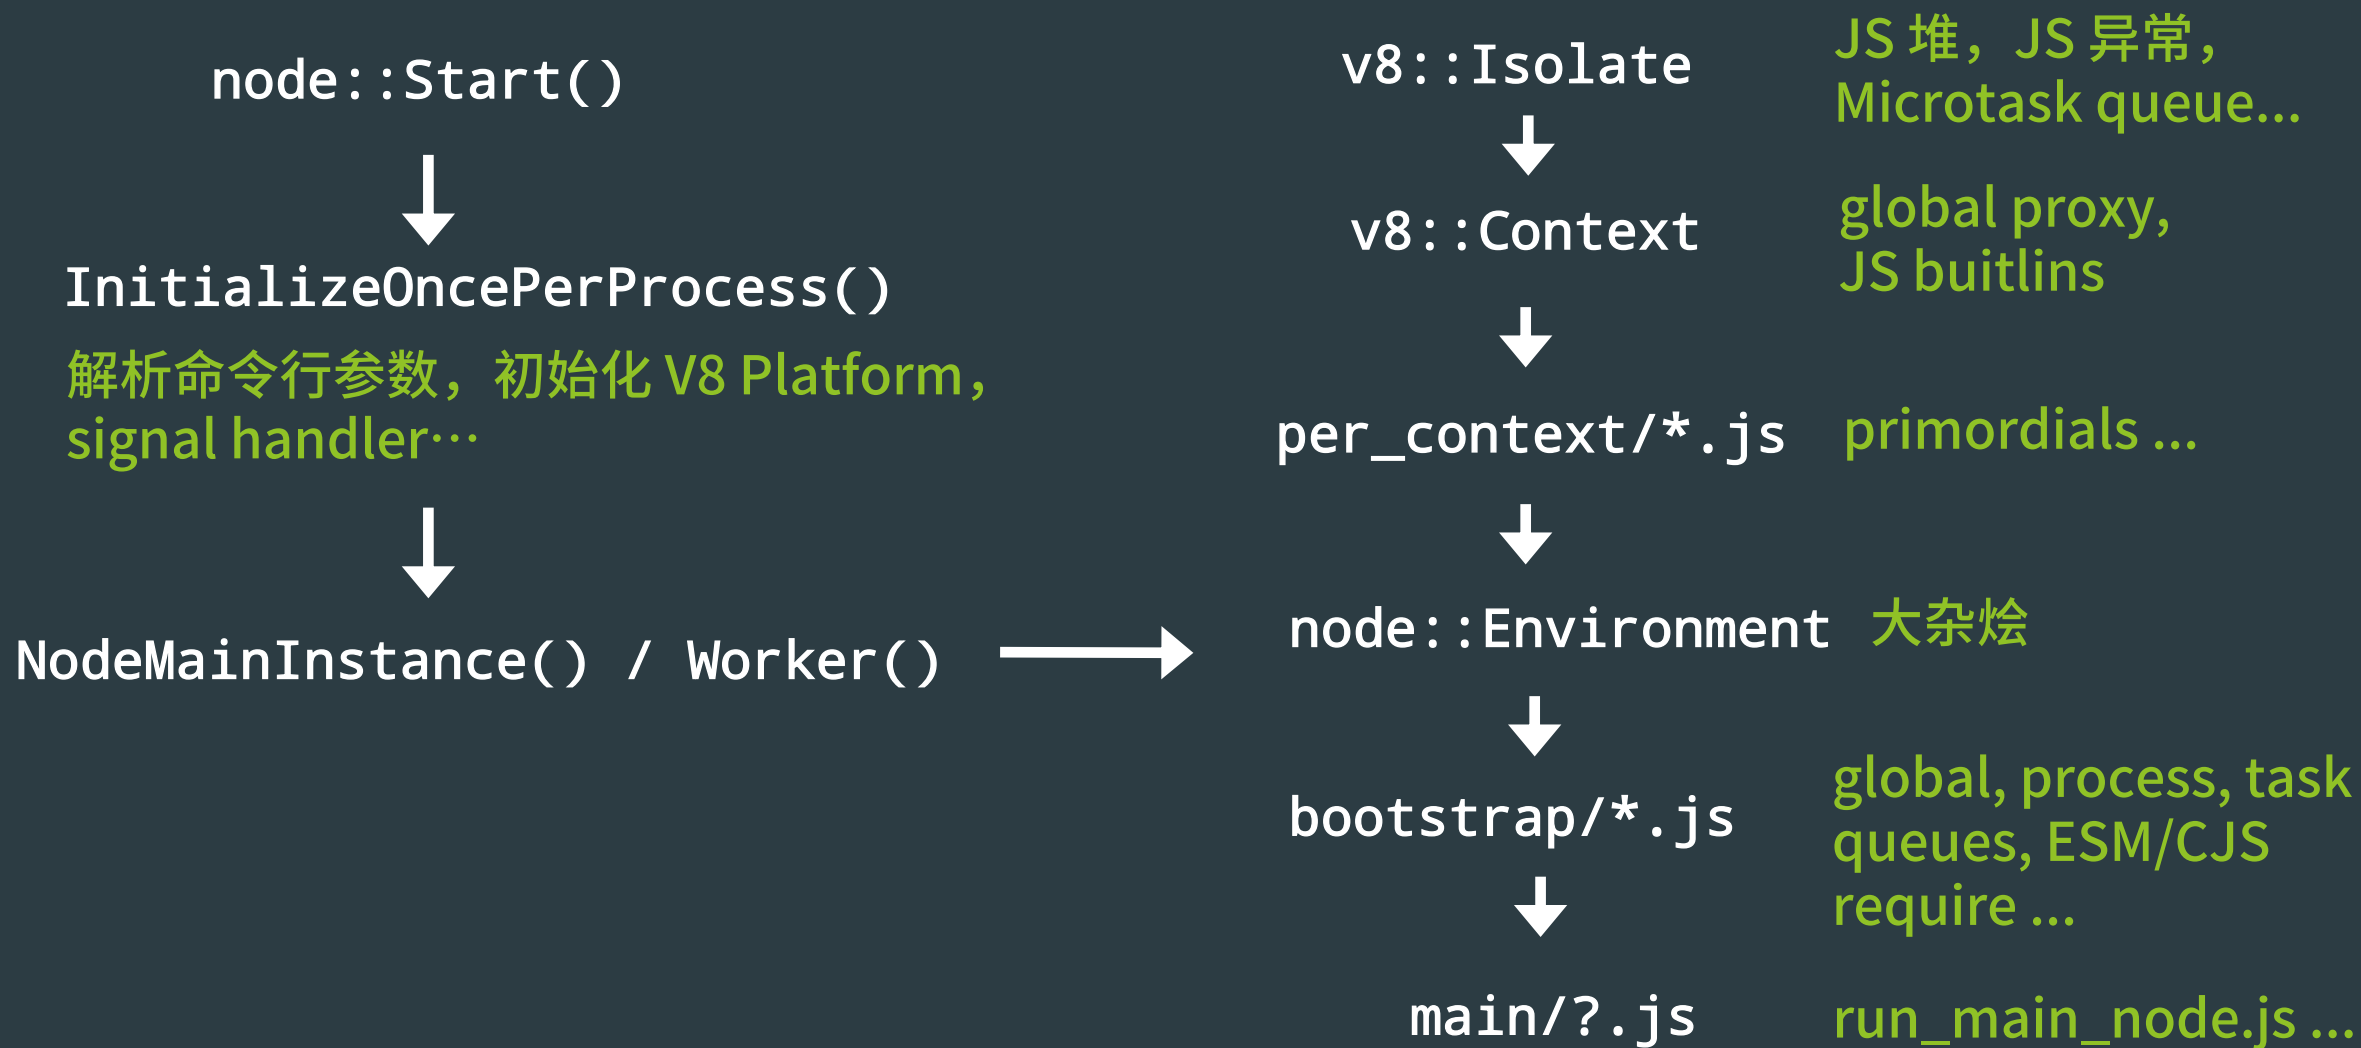 node::Start()
InitializeOncePerProcess()
解析命令行参数，初始化 V8 Platform，
signal handler…
NodeMainInstance() / Worker()
v8::Isolate
JS 堆，JS 异常，
Microtask queue...
v8::Context
global proxy,
JS buitlins
per_context/*.js
primordials ...
node::Environment
大杂烩
bootstrap/*.js
global, process, task
queues, ESM/CJS
require ...
main/?.js
run_main_node.js ...